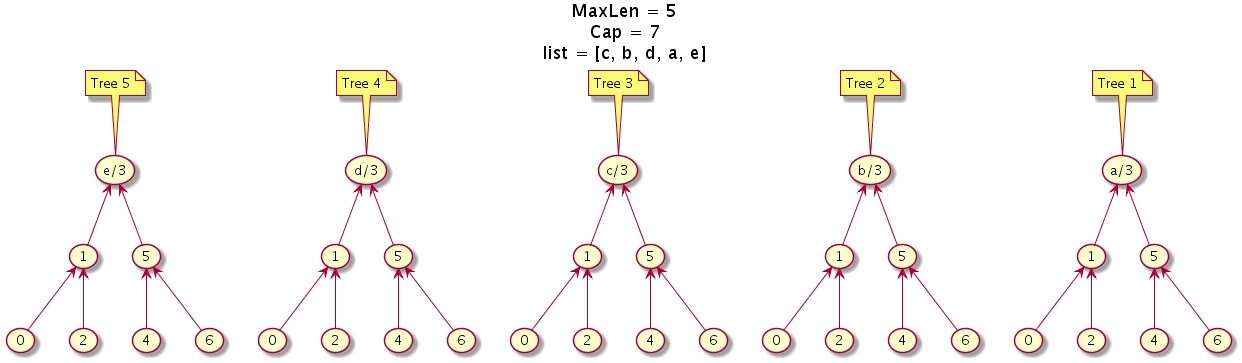 MaxLen = 5
Cap = 7
list = [c, b, d, a, e]
Tree 5 Tree 4 Tree 3 Tree 2 Tree 1
e/3 d/3 c/3 b/3 a/3
1 5 1 5 1 5 1 5 1 5
0 2 4 6 0 2 4 6 0 2 4 6 0 2 4 6 0 2 4 6